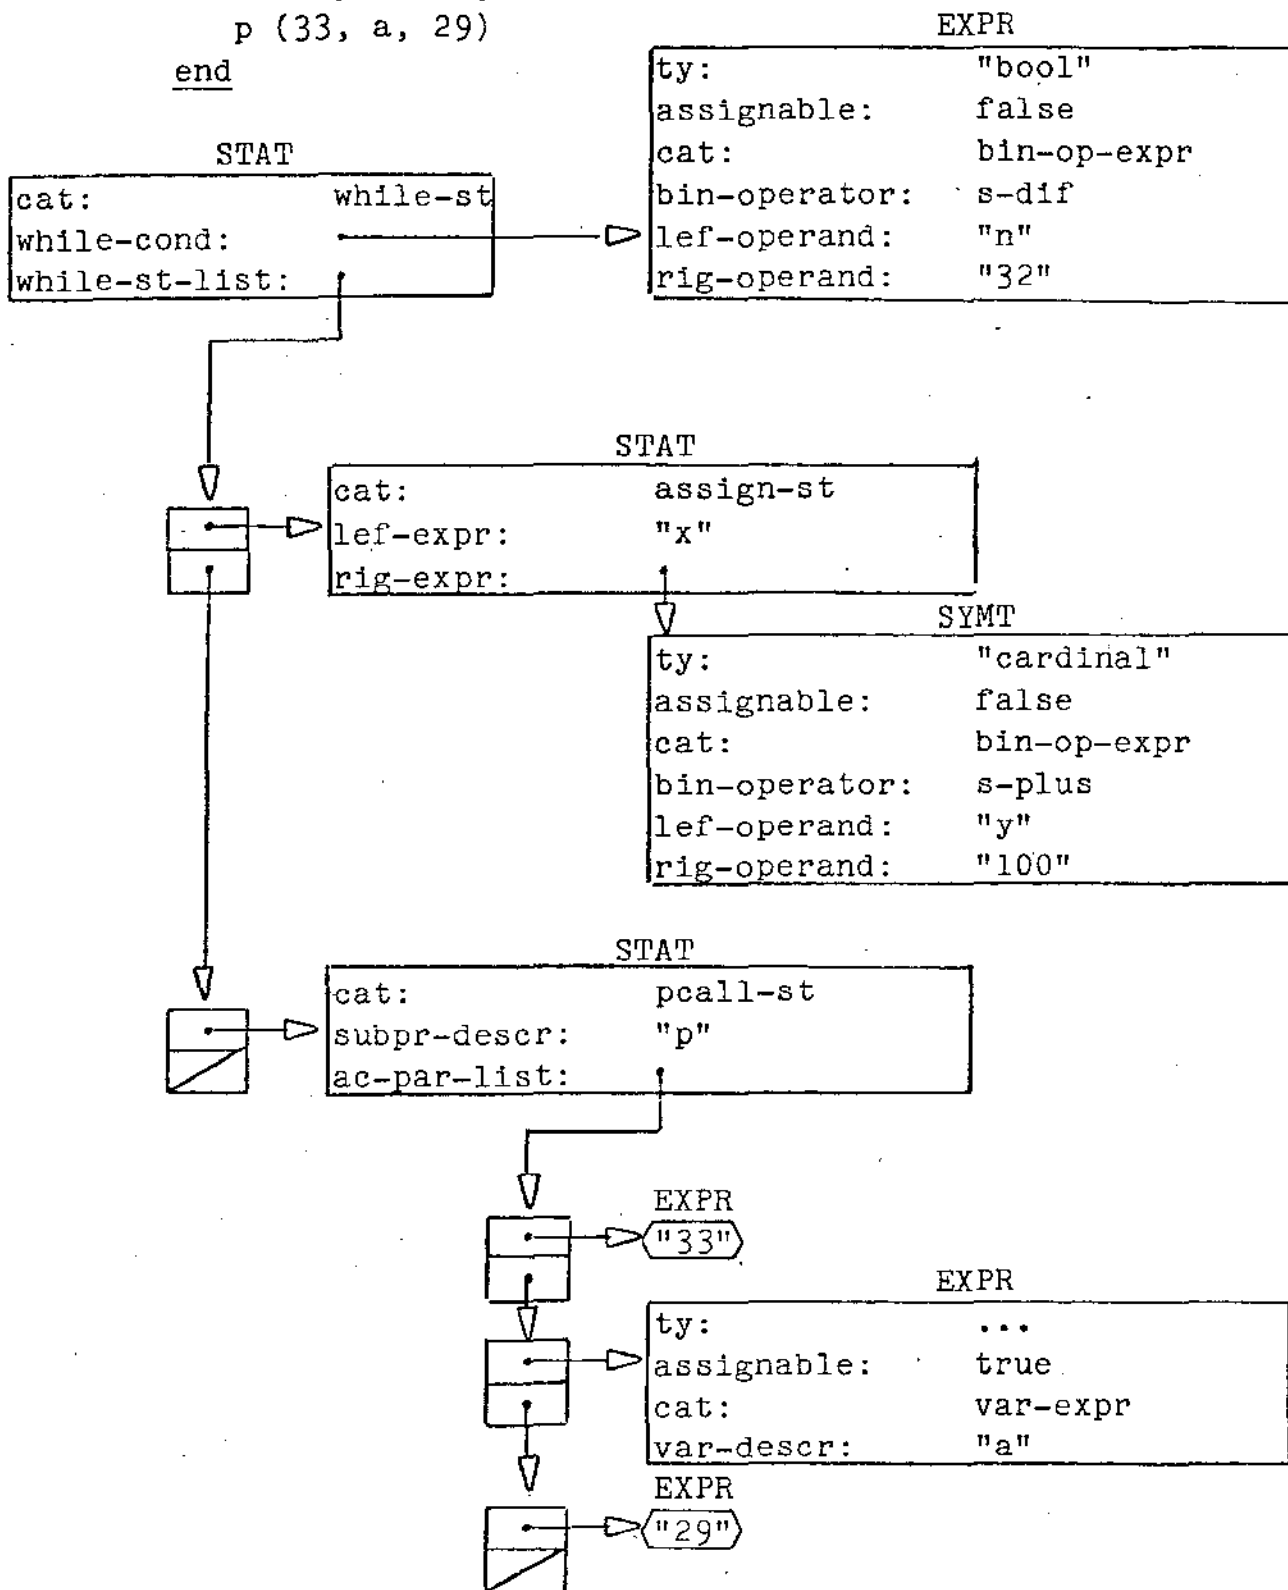 p (33, a, 29)
end
EXPR
ty: "bool"
assignable: false
cat: bin-op-expr
bin-operator: s-dif
lef-operand: "n"
rig-operand: "32"
STAT
cat: while-st
while-cond:
while-st-list:
STAT
cat: assign-st
lef-expr: "x"
rig-expr:
SYMT
ty: "cardinal"
assignable: false
cat: bin-op-expr
bin-operator: s-plus
lef-operand: "y"
rig-operand: "100"
STAT
cat: pcall-st
subpr-descr: "p"
ac-par-list:
EXPR
"33"
EXPR
ty: ...
assignable: true
cat: var-expr
var-descr: "a"
EXPR
"29"